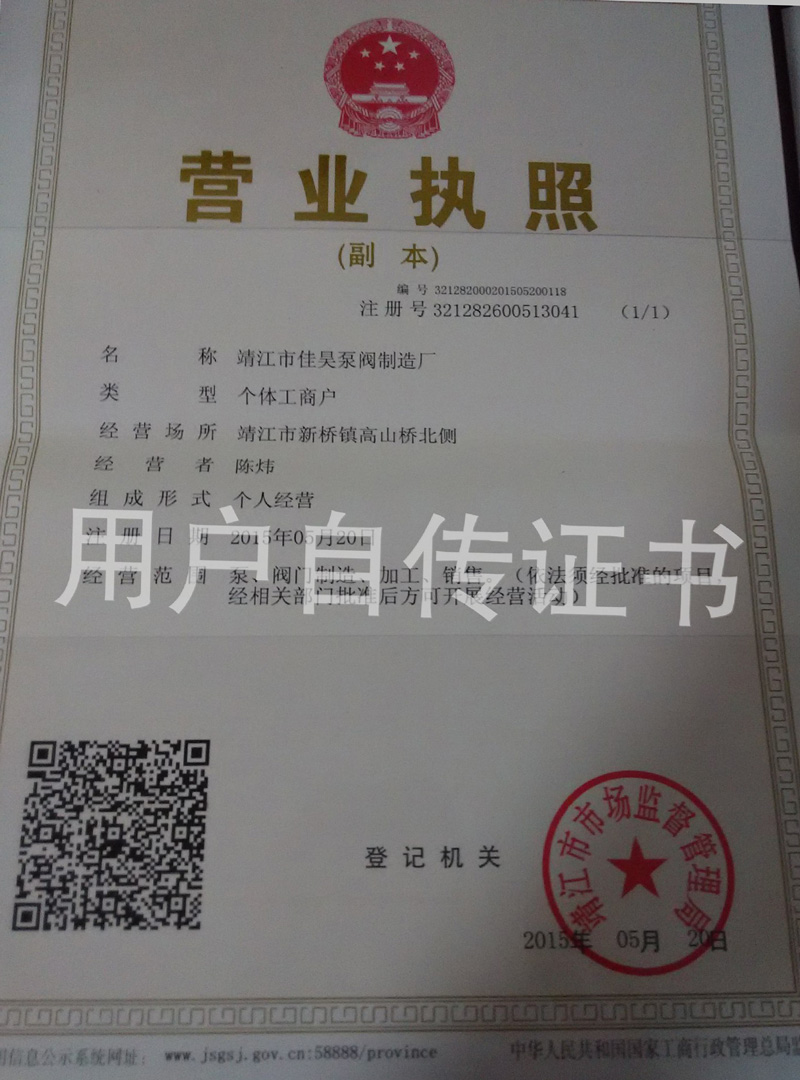 营业执照
(副 本)
编 号 321282000201505200118
注 册 号 321282600513041 (1/1)
名 称 靖江市佳昊泵阀制造厂
类 型 个体工商户
经 营 场 所 靖江市新桥镇高山桥北侧
经 营 者 陈炜
组 成 形 式 个人经营
注 册 日 期 2015年05月20日
用户自传证书
经 营 范 围 泵、阀门制造、加工、销售。(依法须经批准的项目,
经相关部门批准后方可开展经营活动)
靖江市市场监督管理局
登 记 机 关
2015年 05月 20日
信息公示系统网址: www.jsgsj.gov.cn:58888/province 中华人民共和国国家工商行政管理总局